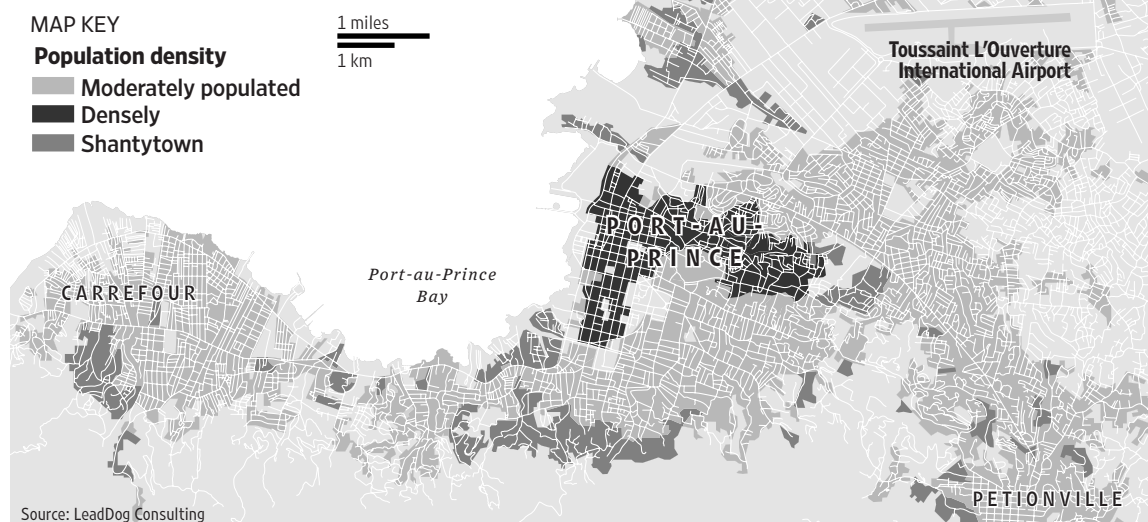 MAP KEY
Population density
Moderately populated
Densely
Shantytown
1 miles
1 km
Toussaint L'Ouverture
International Airport
PORT-AU-
PRINCE
Port-au-Prince
Bay
CARREFOUR
PETIONVILLE
Source: LeadDog Consulting